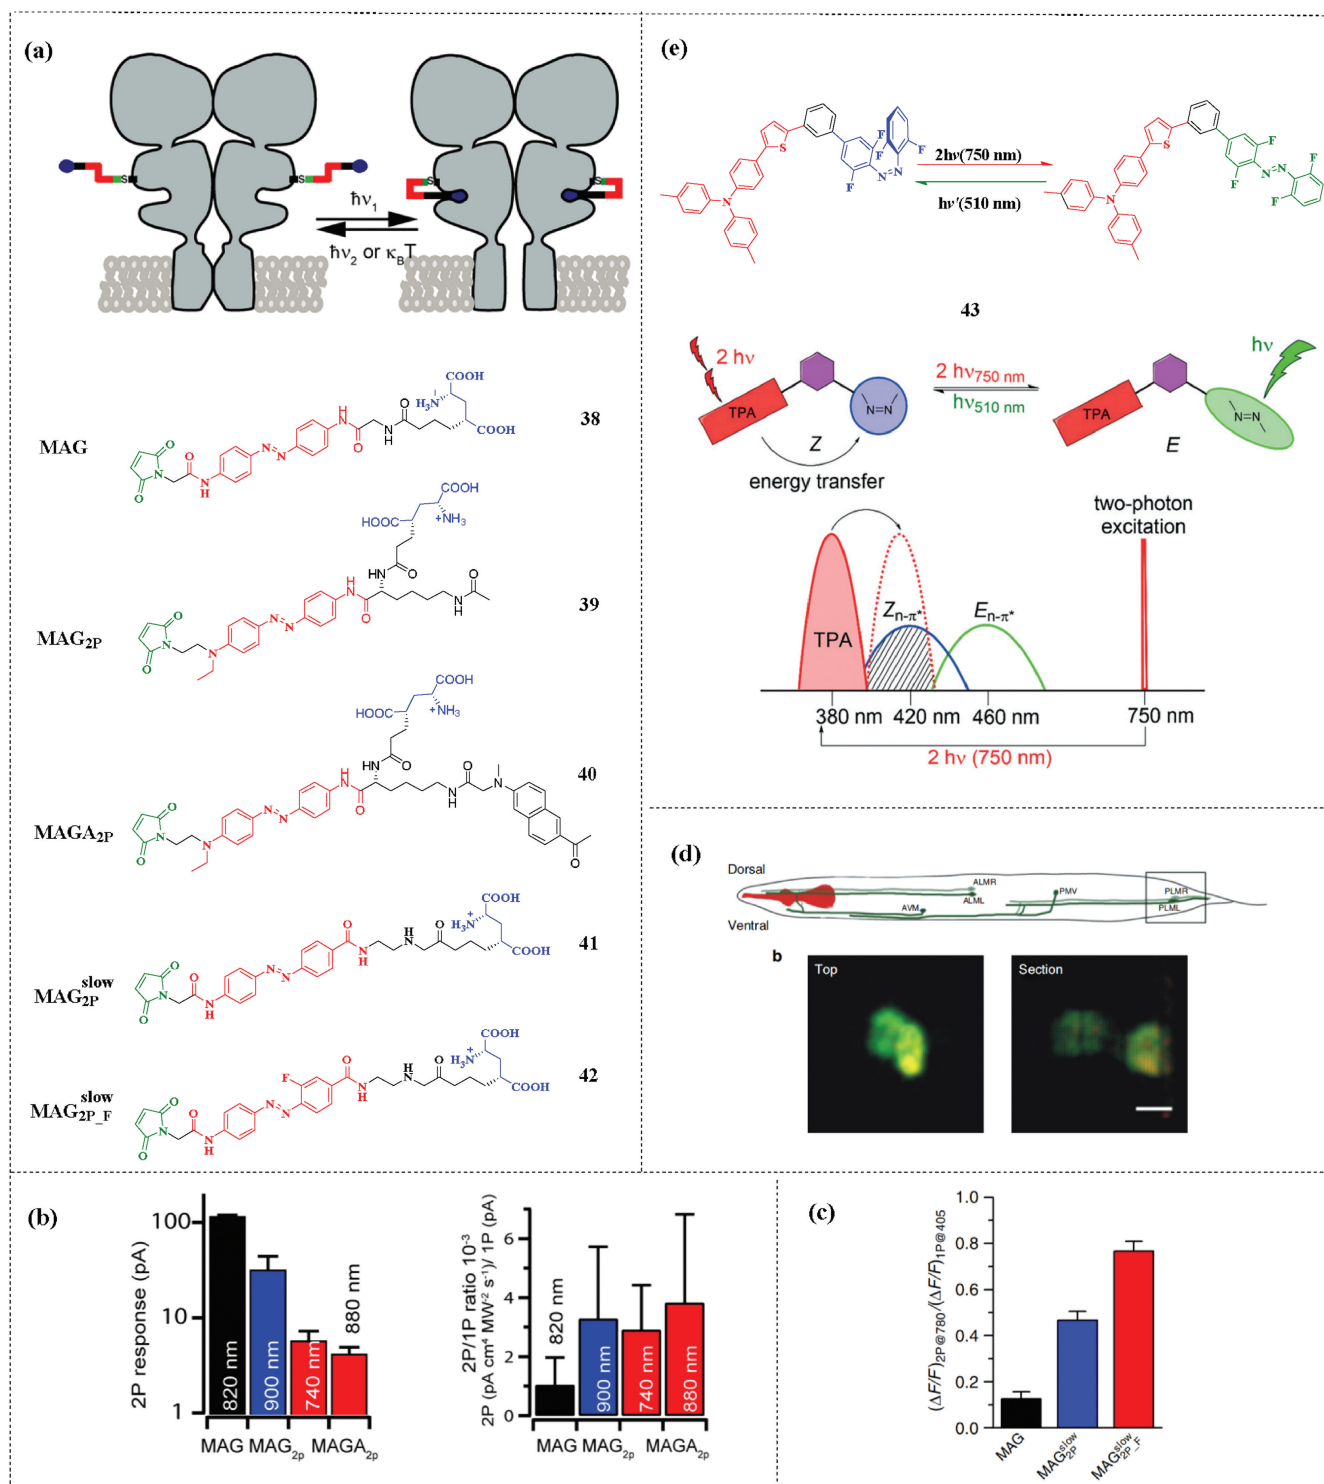 (a)
S
S
ħν₁
ħν₂ or κ_BT
MAG
O
N
O
O
N
H
N=N
H
N
O
N
H
O
H₃N⁺
COOH
COOH
38
MAG₂P
O
N
O
N
N=N
H
N
O
HN
O
HOOC
COOH
⁺NH₃
N
H
O
39
MAGA₂P
O
N
O
N
N=N
H
N
O
HN
O
HOOC
COOH
⁺NH₃
N
H
O
N
O
40
MAG₂P^slow
O
N
O
O
N
H
N=N
O
N
H
H
N
O
H₃N⁺
COOH
COOH
41
MAG₂P_F^slow
O
N
O
O
N
H
N=N
F
O
N
H
H
N
O
H₃N⁺
COOH
COOH
42
(e)
N
S
F
F
F
F
N=N
2hν(750 nm)
hν'(510 nm)
N
S
F
F
N=N
F
F
43
2 hν
TPA
N=N
Z
energy transfer
2 hν750 nm
hν510 nm
hν
TPA
N=N
E
two-photon
excitation
TPA
Zn-π*
En-π*
380 nm
420 nm
460 nm
750 nm
2 hν (750 nm)
(d)
Dorsal
Ventral
ALMR
ALML
AVM
PMV
PLMR
PLML
b
Top
Section
(b)
2P response (pA)
100
10
1
820 nm
900 nm
740 nm
880 nm
MAG MAG₂p MAGA₂p
2P/1P ratio 10⁻³
2P (pA cm⁴ MW⁻² s⁻¹)/ 1P (pA)
6
4
2
0
820 nm
900 nm
740 nm
880 nm
MAG MAG₂p MAGA₂p
(c)
(ΔF/F)2P@780/(ΔF/F)1P@405
1.0
0.8
0.6
0.4
0.2
0.0
MAG
MAG₂P^slow
MAG₂P_F^slow